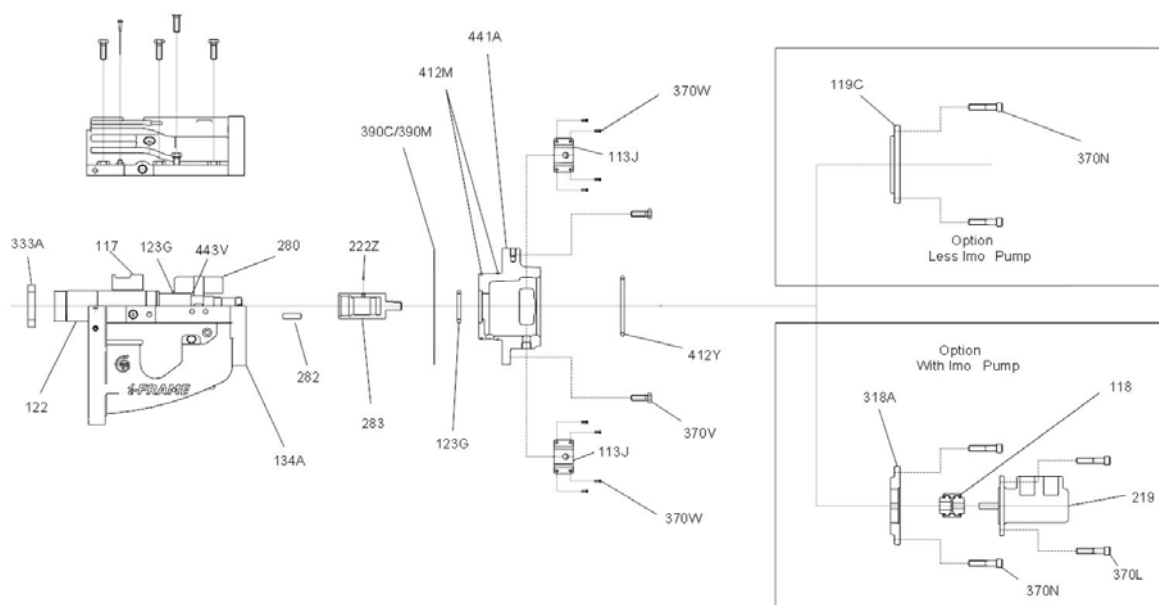 441A
412M
370W
119C
390C/390M
113J
370N
333A
117
123G
443V
280
222Z
Option
Less Imo Pump
412Y
Option
With Imo Pump
282
118
318A
122
1-FRAME
283
123G
370V
134A
113J
219
370W
370N
370L